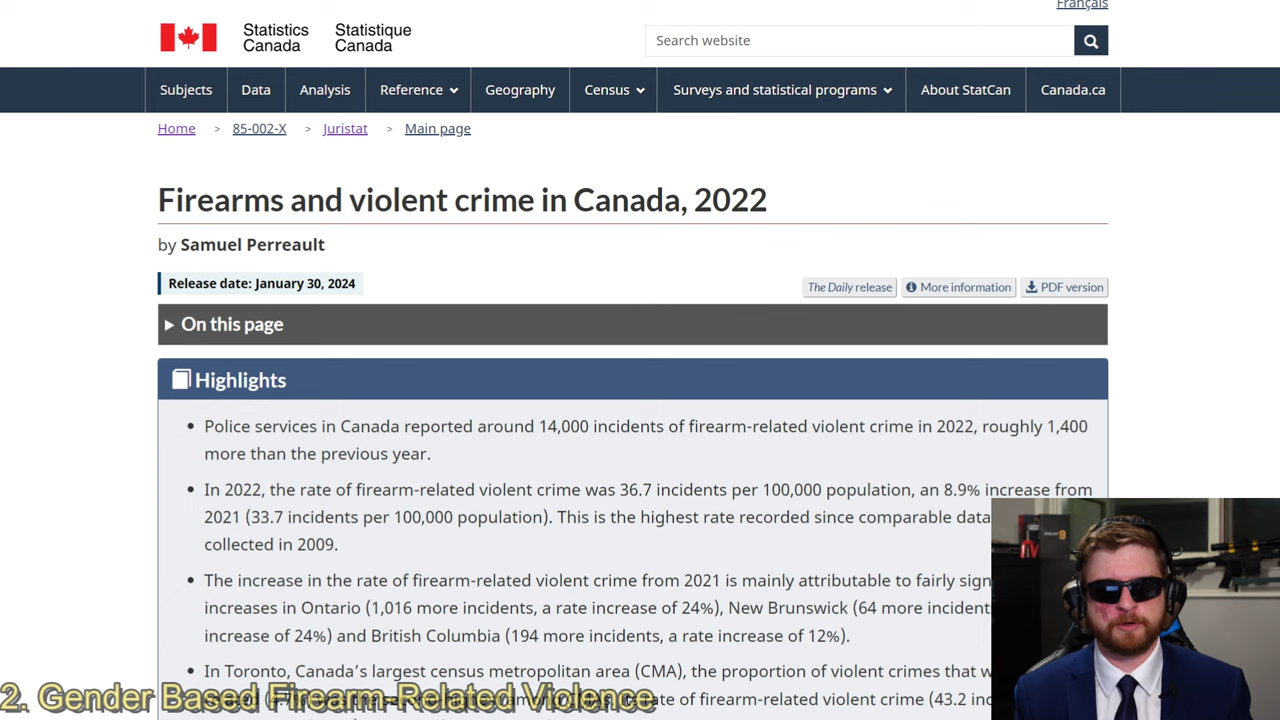 Français
Statistics
Canada
Statistique
Canada
Search website
Subjects Data Analysis Reference Geography Census Surveys and statistical programs About StatCan Canada.ca
Home > 85-002-X > Juristat > Main page
Firearms and violent crime in Canada, 2022
by Samuel Perreault
Release date: January 30, 2024
The Daily release More information PDF version
On this page
Highlights
Police services in Canada reported around 14,000 incidents of firearm-related violent crime in 2022, roughly 1,400
more than the previous year.
In 2022, the rate of firearm-related violent crime was 36.7 incidents per 100,000 population, an 8.9% increase from
2021 (33.7 incidents per 100,000 population). This is the highest rate recorded since comparable data
collected in 2009.
The increase in the rate of firearm-related violent crime from 2021 is mainly attributable to fairly sign
increases in Ontario (1,016 more incidents, a rate increase of 24%), New Brunswick (64 more incident
increase of 24%) and British Columbia (194 more incidents, a rate increase of 12%).
In Toronto, Canada's largest census metropolitan area (CMA), the proportion of violent crimes that w
rate of firearm-related violent crime (43.2 inc
2. Gender Based Firearm-Related Violence